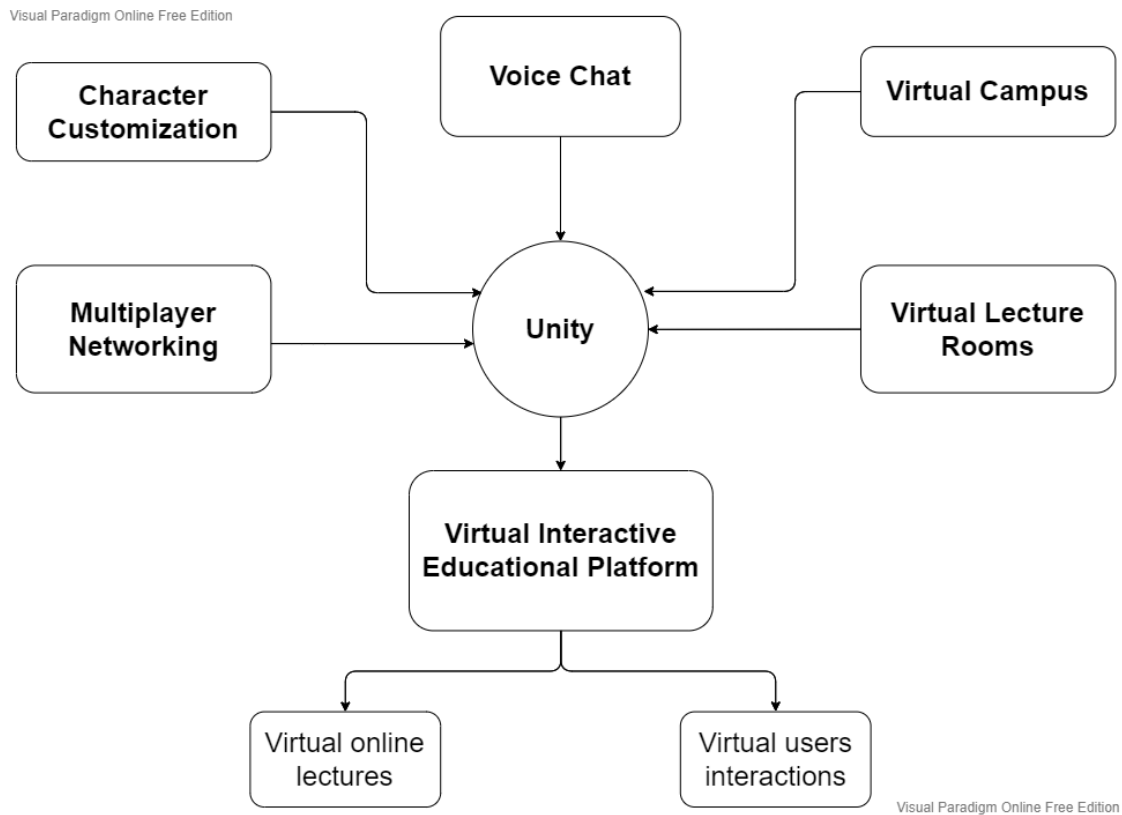 Visual Paradigm Online Free Edition
Voice Chat
Character
Customization
Virtual Campus
Multiplayer
Networking
Unity
Virtual Lecture
Rooms
Virtual Interactive
Educational Platform
Virtual online
lectures
Virtual users
interactions
Visual Paradigm Online Free Edition